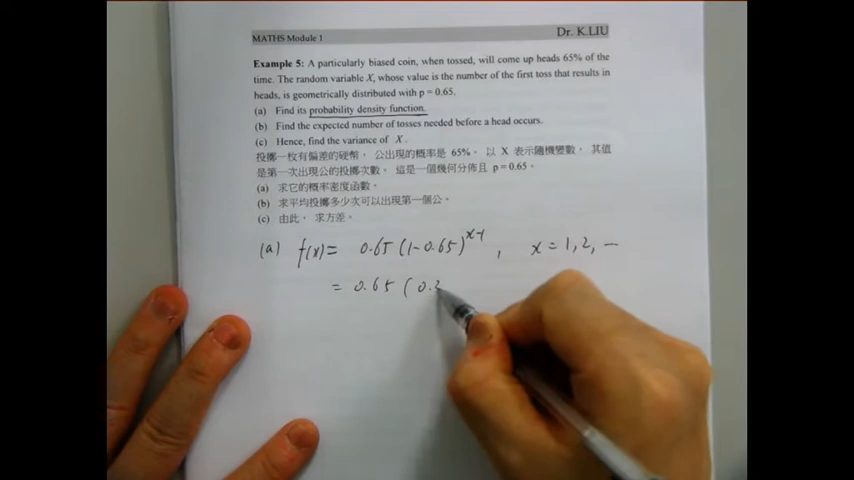 MATHS Module 1 Dr. K.LIU
Example 5: A particularly biased coin, when tossed, will come up heads 65% of the
time. The random variable X, whose value is the number of the first toss that results in
heads, is geometrically distributed with p = 0.65.
(a) Find its probability density function.
(b) Find the expected number of tosses needed before a head occurs.
(c) Hence, find the variance of X.
投擲一枚有偏差的硬幣，公出現的概率是 65%。以 X 表示隨機變數，其值
是第一次出現公的投擲次數。這是一個幾何分佈且 p = 0.65。
(a) 求它的概率密度函數。
(b) 求平均投擲多少次可以出現第一個公。
(c) 由此，求方差。
(a) f(x) = 0.65 (1-0.65)^{x-1} , x = 1, 2, ...
= 0.65 (0.3